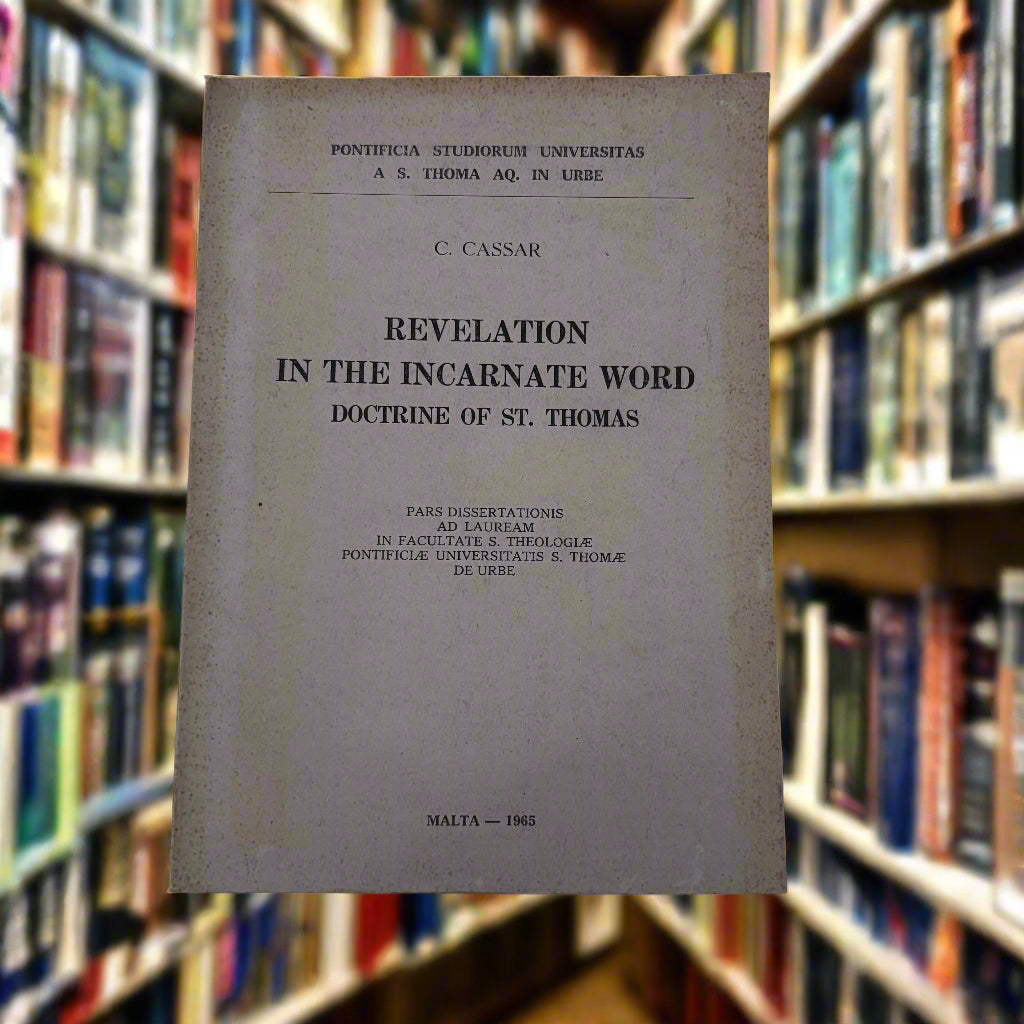 PONTIFICIA STUDIORUM UNIVERSITAS
A S. THOMA AQ. IN URBE
C. CASSAR
REVELATION
IN THE INCARNATE WORD
DOCTRINE OF ST. THOMAS
PARS DISSERTATIONIS
AD LAUREAM
IN FACULTATE S. THEOLOGIÆ
PONTIFICIÆ UNIVERSITATIS S. THOMÆ
DE URBE
MALTA — 1965